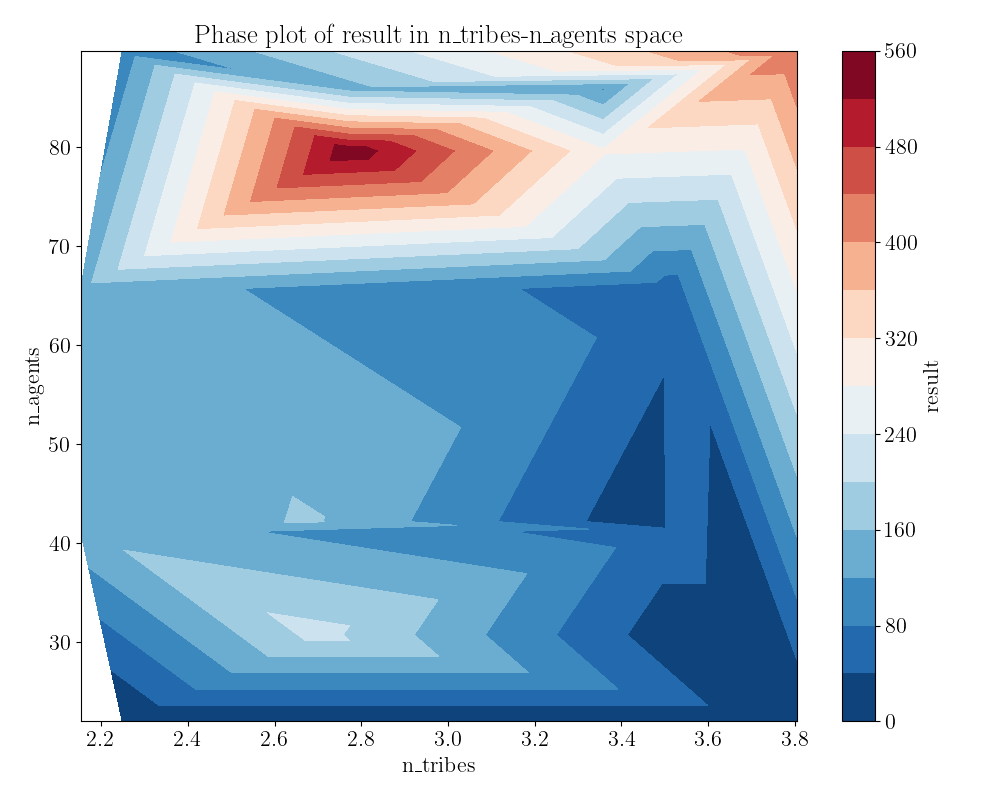 Phase plot of result in n_tribes-n_agents space
n_agents
80
70
60
50
40
30
2.2 2.4 2.6 2.8 3.0 3.2 3.4 3.6 3.8
n_tribes
560
480
400
320
240
160
80
0
result